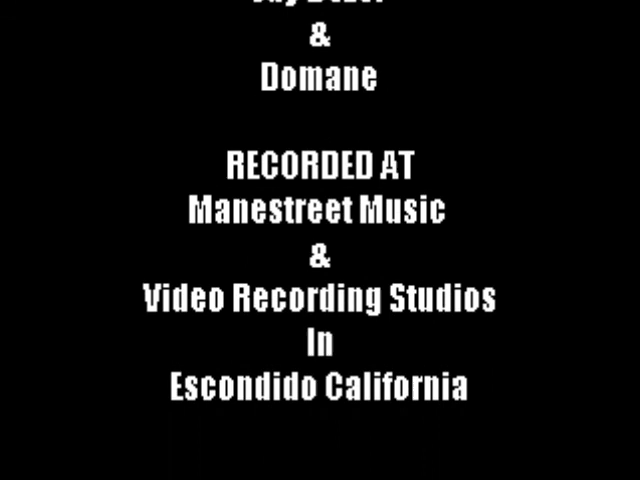 &
Domane
RECORDED AT
Manestreet Music
&
Video Recording Studios
In
Escondido California